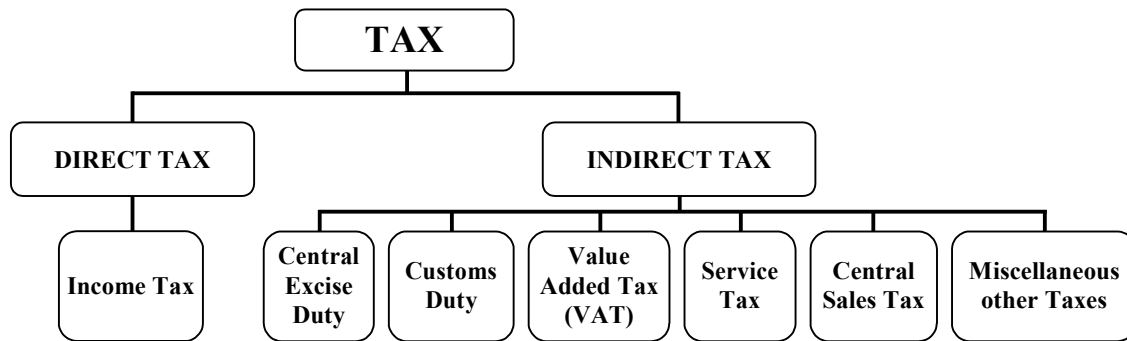 TAX
DIRECT TAX
INDIRECT TAX
Income Tax
Central
Excise
Duty
Customs
Duty
Value
Added Tax
(VAT)
Service
Tax
Central
Sales Tax
Miscellaneous
other Taxes